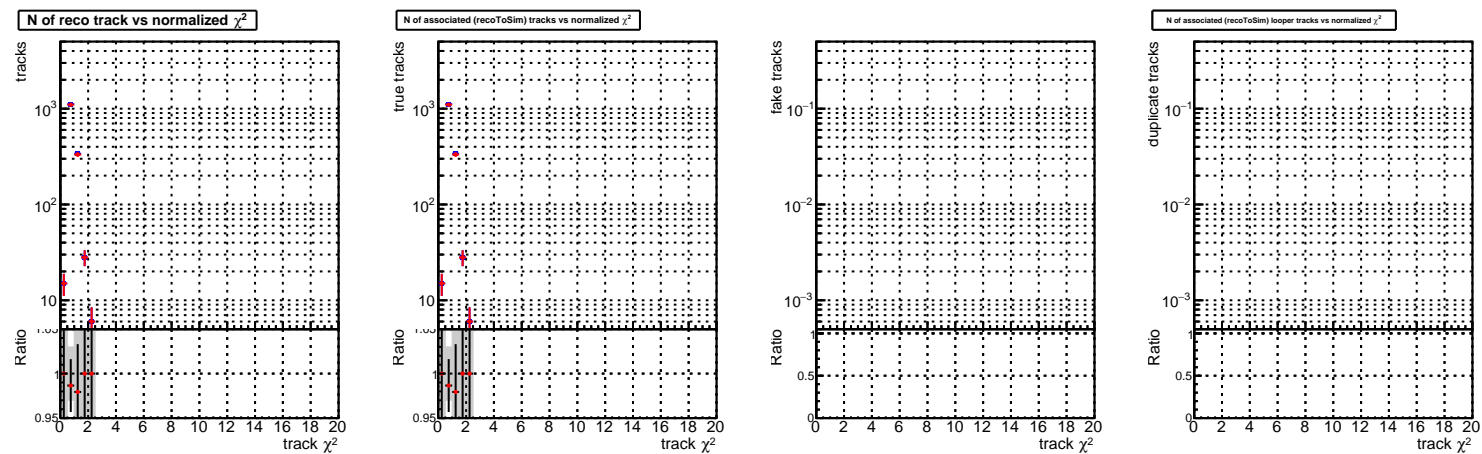 N of reco track vs normalized χ²
N of associated (recoToSim) tracks vs normalized χ²
N of associated (recoToSim) looper tracks vs normalized χ²
tracks
10³
10²
10
Ratio
1
0.95
0 2 4 6 8 10 12 14 16 18 20
track χ²
true tracks
10³
10²
10
Ratio
1
0.95
0 2 4 6 8 10 12 14 16 18 20
track χ²
fake tracks
10⁻¹
10⁻²
10⁻³
Ratio
1
0.5
0
0 2 4 6 8 10 12 14 16 18 20
track χ²
duplicate tracks
10⁻¹
10⁻²
10⁻³
Ratio
1
0.5
0
0 2 4 6 8 10 12 14 16 18 20
track χ²